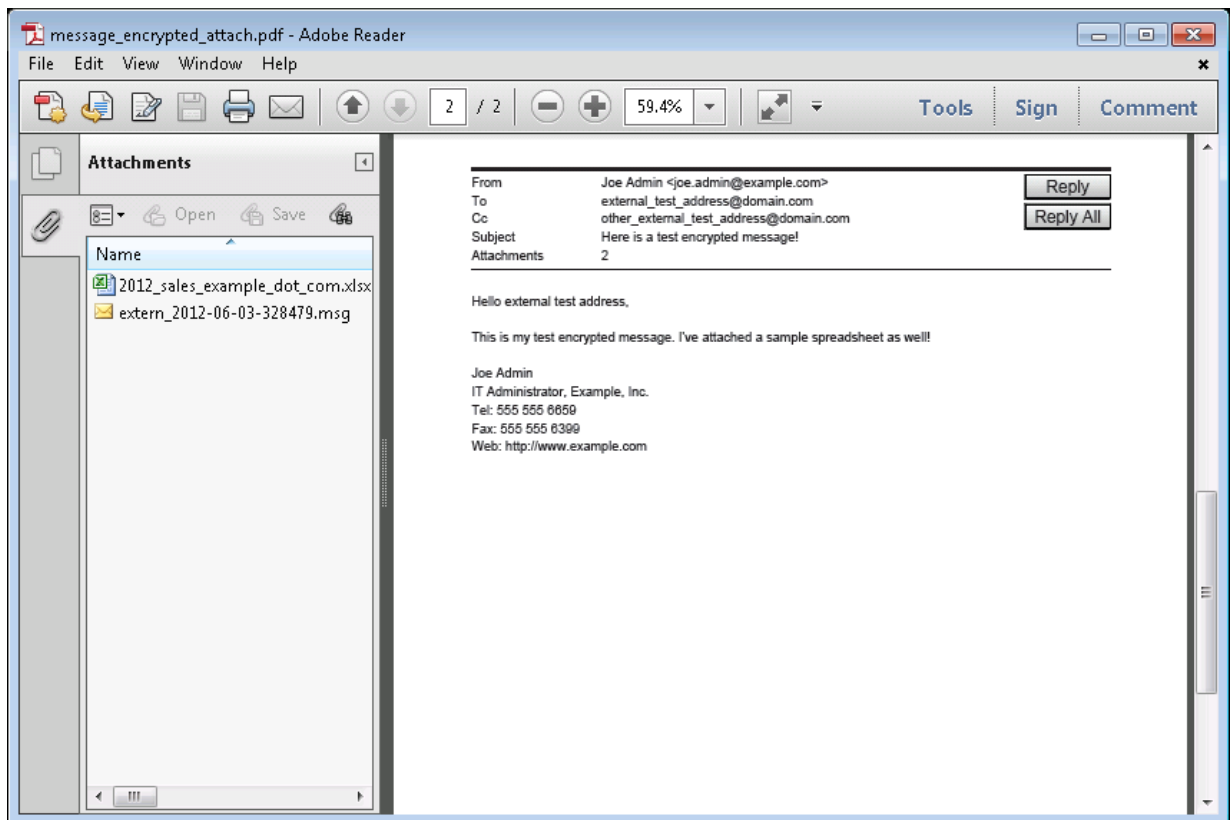 message_encrypted_attach.pdf - Adobe Reader
File Edit View Window Help
2 / 2 59.4% Tools Sign Comment
Attachments
Open Save
Name
2012_sales_example_dot_com.xlsx
extern_2012-06-03-328479.msg
From Joe Admin <joe.admin@example.com> Reply
To external_test_address@domain.com
Cc other_external_test_address@domain.com Reply All
Subject Here is a test encrypted message!
Attachments 2
Hello external test address,
This is my test encrypted message. I've attached a sample spreadsheet as well!
Joe Admin
IT Administrator, Example, Inc.
Tel: 555 555 6659
Fax: 555 555 6399
Web: http://www.example.com